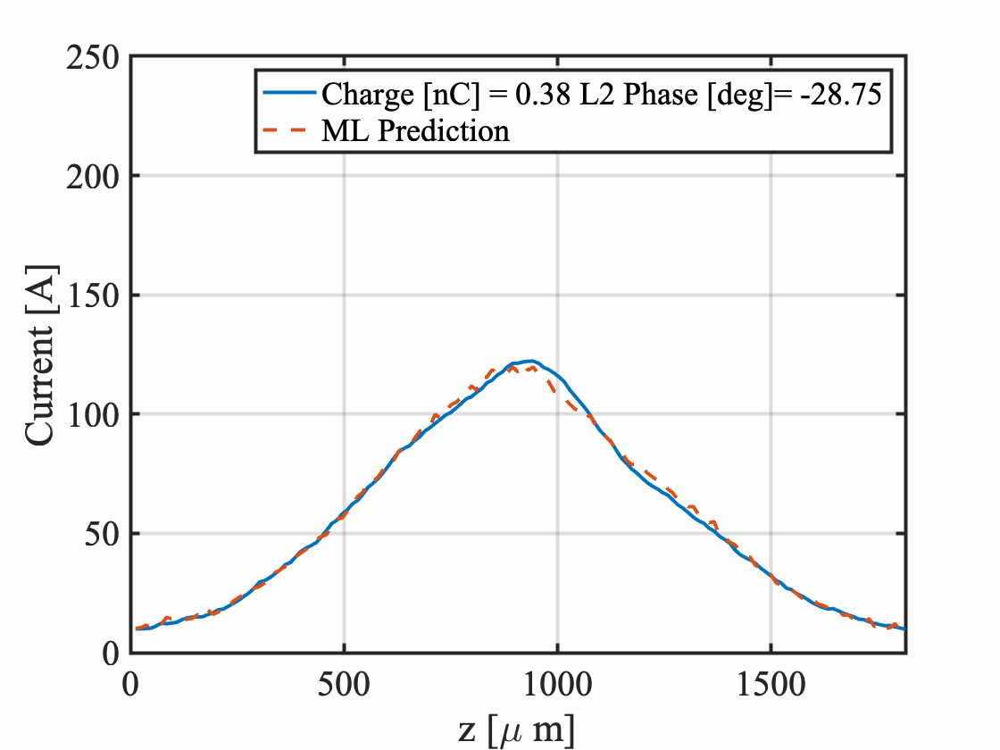 250
200
150
100
50
0
Current [A]
Charge [nC] = 0.38 L2 Phase [deg]= -28.75
ML Prediction
0 500 1000 1500
z [μ m]